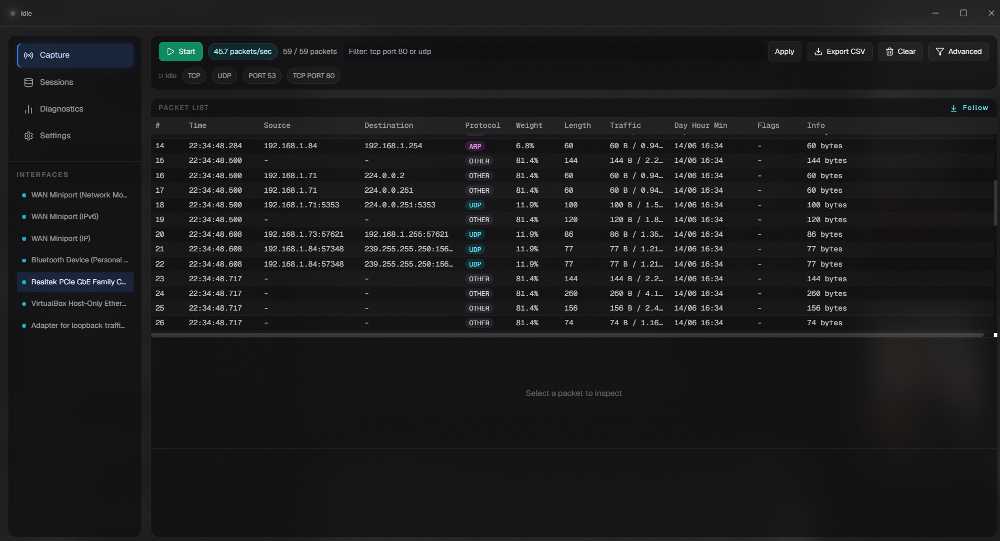 Idle
Capture
Sessions
Diagnostics
Settings
INTERFACES
WAN Miniport (Network Mo...
WAN Miniport (IPv6)
WAN Miniport (IP)
Bluetooth Device (Personal ...
Realtek PCIe GbE Family C...
VirtualBox Host-Only Ether...
Adapter for loopback traffi...
Start 45.7 packets/sec 59 / 59 packets Filter: tcp port 80 or udp Apply Export CSV Clear Advanced
Idle TCP UDP PORT 53 TCP PORT 80
PACKET LIST Follow
# Time Source Destination Protocol Weight Length Traffic Day Hour Min Flags Info
14 22:34:48.284 192.168.1.84 192.168.1.254 ARP 6.8% 60 60 B / 0.94… 14/06 16:34 - 60 bytes
15 22:34:48.500 - - OTHER 81.4% 144 144 B / 2.2… 14/06 16:34 - 144 bytes
16 22:34:48.500 192.168.1.71 224.0.0.2 OTHER 81.4% 60 60 B / 0.94… 14/06 16:34 - 60 bytes
17 22:34:48.500 192.168.1.71 224.0.0.251 OTHER 81.4% 60 60 B / 0.94… 14/06 16:34 - 60 bytes
18 22:34:48.500 192.168.1.71:5353 224.0.0.251:5353 UDP 11.9% 100 100 B / 1.5… 14/06 16:34 - 100 bytes
19 22:34:48.500 - - OTHER 81.4% 120 120 B / 1.8… 14/06 16:34 - 120 bytes
20 22:34:48.608 192.168.1.73:57621 192.168.1.255:57621 UDP 11.9% 86 86 B / 1.35… 14/06 16:34 - 86 bytes
21 22:34:48.608 192.168.1.84:57348 239.255.255.250:156… UDP 11.9% 77 77 B / 1.21… 14/06 16:34 - 77 bytes
22 22:34:48.608 192.168.1.84:57348 239.255.255.250:156… UDP 11.9% 77 77 B / 1.21… 14/06 16:34 - 77 bytes
23 22:34:48.717 - - OTHER 81.4% 144 144 B / 2.2… 14/06 16:34 - 144 bytes
24 22:34:48.717 - - OTHER 81.4% 260 260 B / 4.1… 14/06 16:34 - 260 bytes
25 22:34:48.717 - - OTHER 81.4% 156 156 B / 2.4… 14/06 16:34 - 156 bytes
26 22:34:48.717 - - OTHER 81.4% 74 74 B / 1.16… 14/06 16:34 - 74 bytes
Select a packet to inspect